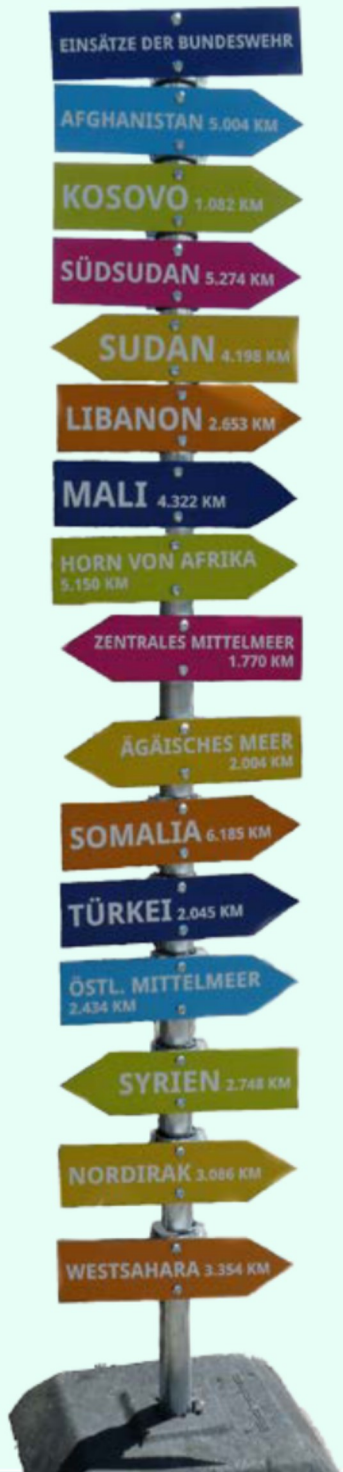 EINSÄTZE DER BUNDESWEHR
AFGHANISTAN 5.004 KM
KOSOVO 1.082 KM
SÜDSUDAN 5.274 KM
SUDAN 4.198 KM
LIBANON 2.653 KM
MALI 4.322 KM
HORN VON AFRIKA
5.150 KM
ZENTRALES MITTELMEER
1.770 KM
ÄGÄISCHES MEER
2.004 KM
SOMALIA 6.185 KM
TÜRKEI 2.045 KM
ÖSTL. MITTELMEER
2.434 KM
SYRIEN 2.748 KM
NORDIRAK 3.086 KM
WESTSAHARA 3.354 KM